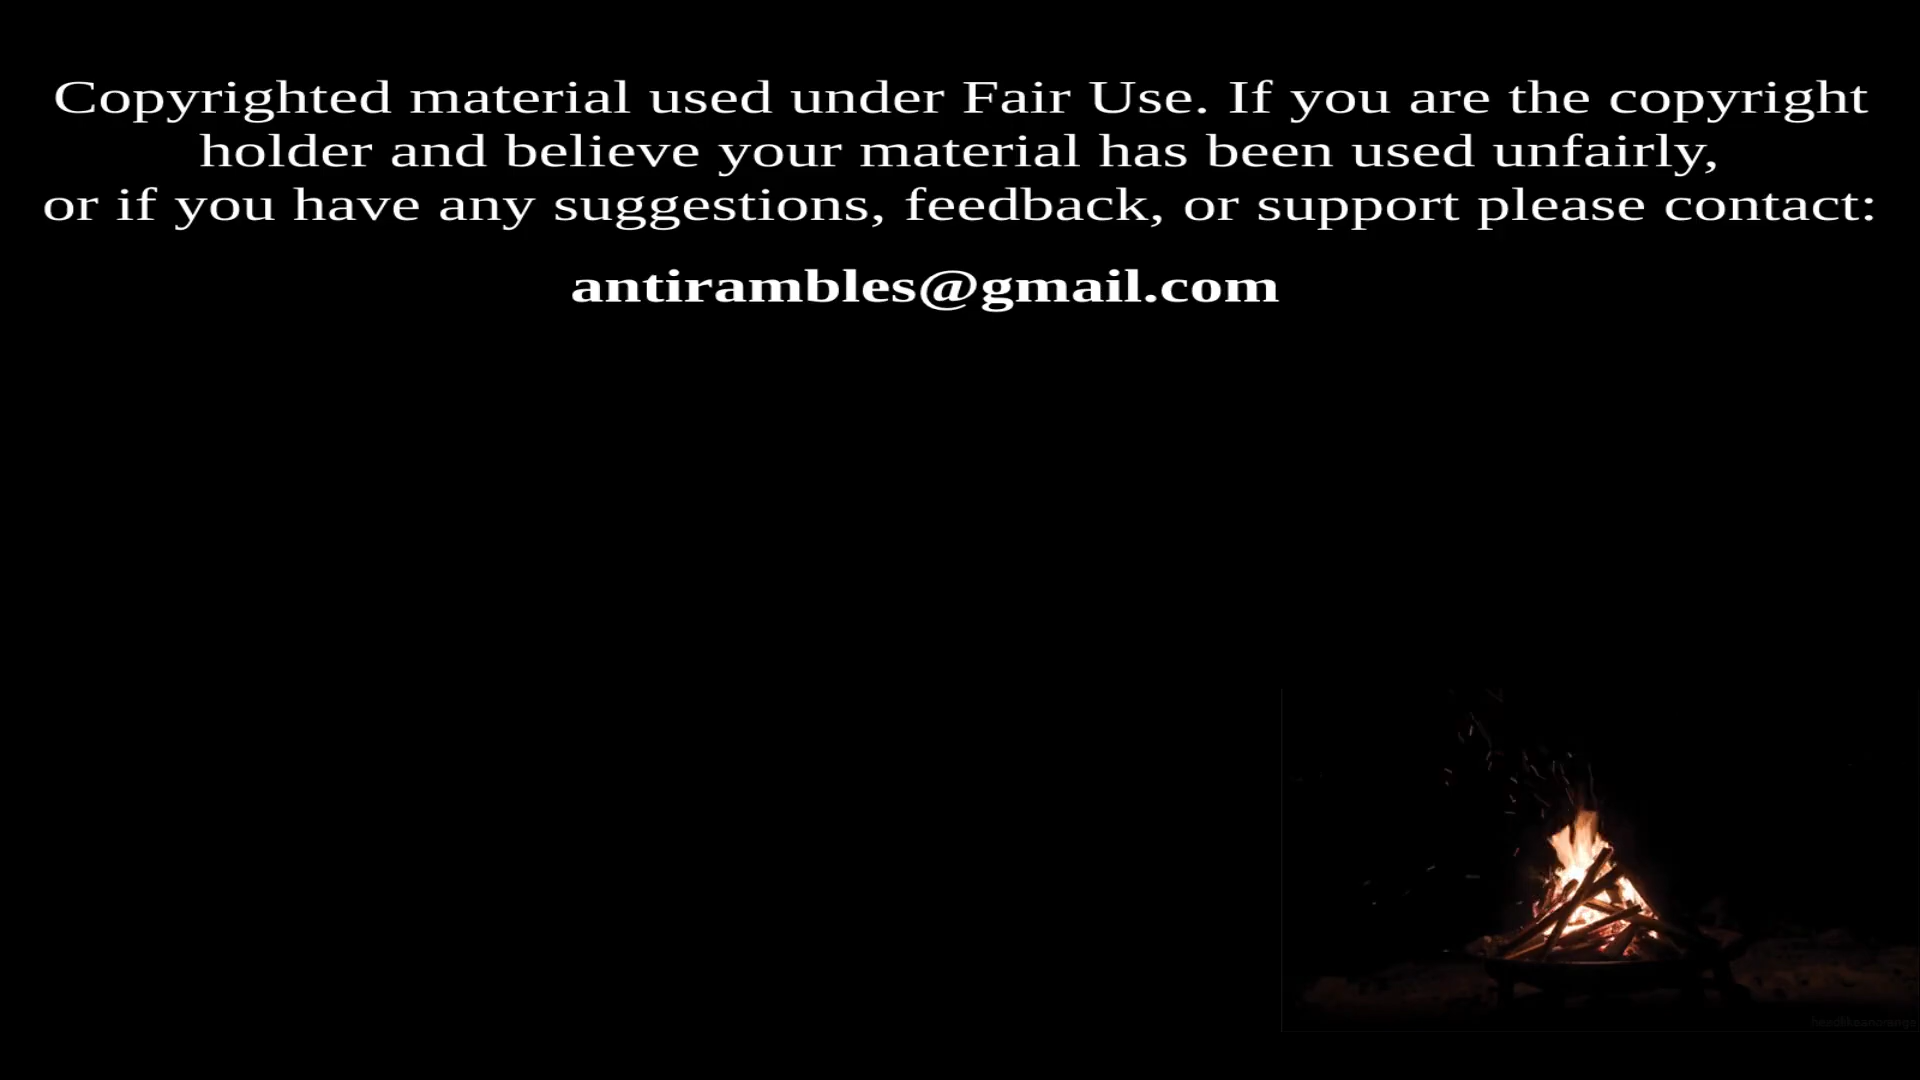 Copyrighted material used under Fair Use. If you are the copyright
holder and believe your material has been used unfairly,
or if you have any suggestions, feedback, or support please contact:
antirambles@gmail.com